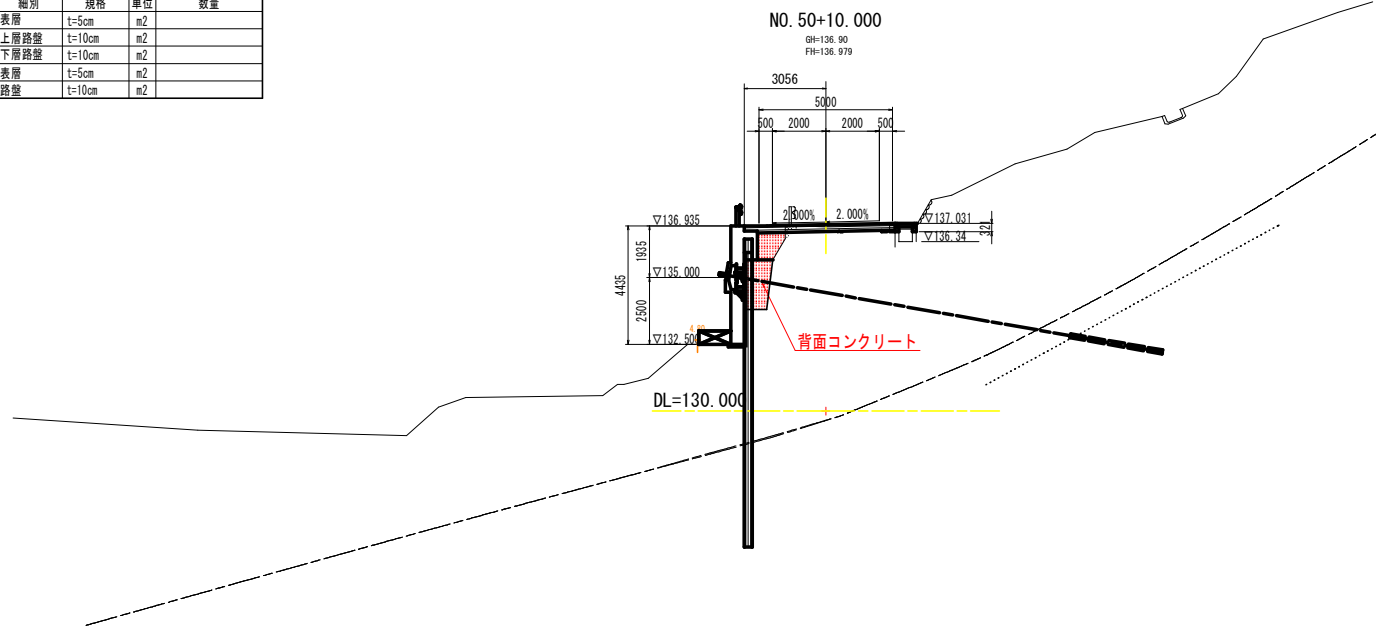 細別 規格 単位 数量
表層 t=5cm m2
上層路盤 t=10cm m2
下層路盤 t=10cm m2
表層 t=5cm m2
路盤 t=10cm m2
NO.50+10.000
GH=136.90
FH=136.979
3056
5000
500 2000 2000 500
2.000% 2.000%
▽136.935
▽137.031
321
▽136.34
1935
▽135.000
4435
2500
▽132.500
背面コンクリート
DL=130.000